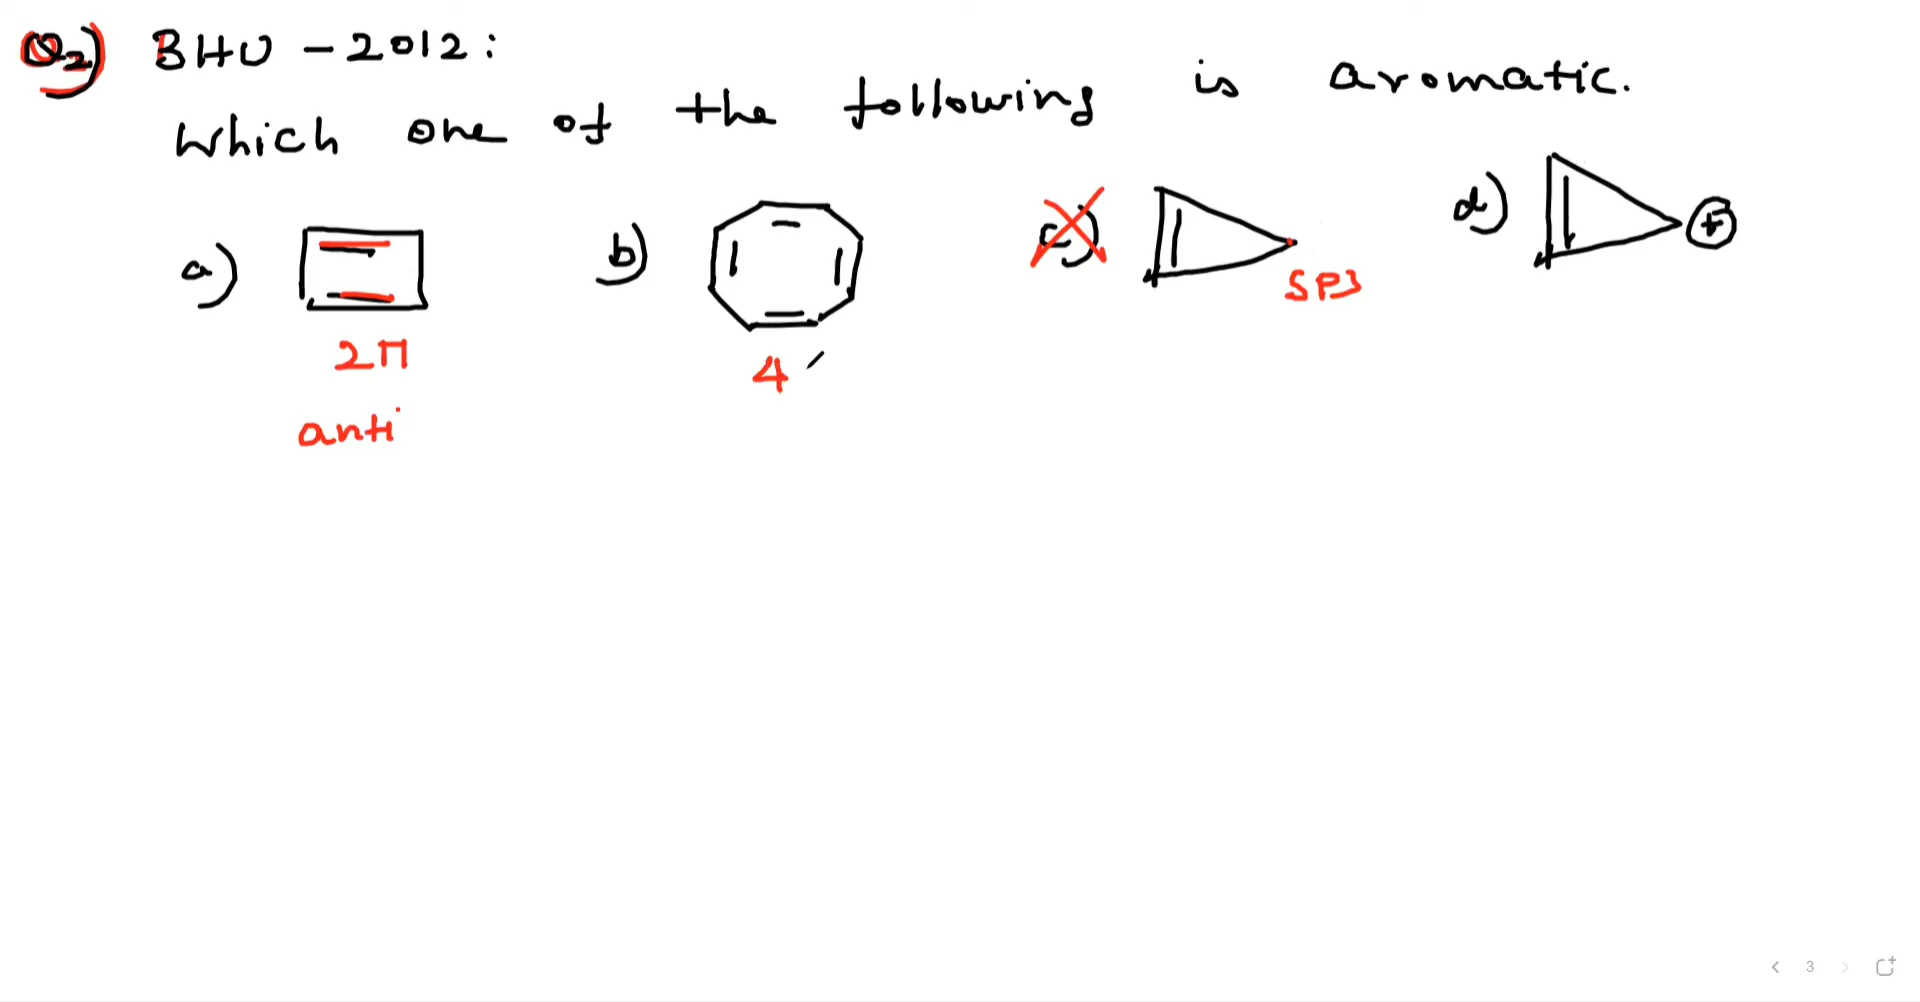 Q2) BHU - 2012:
Which one of the following is aromatic.
a) b) c) d) +
SP3
2π 4
anti
3